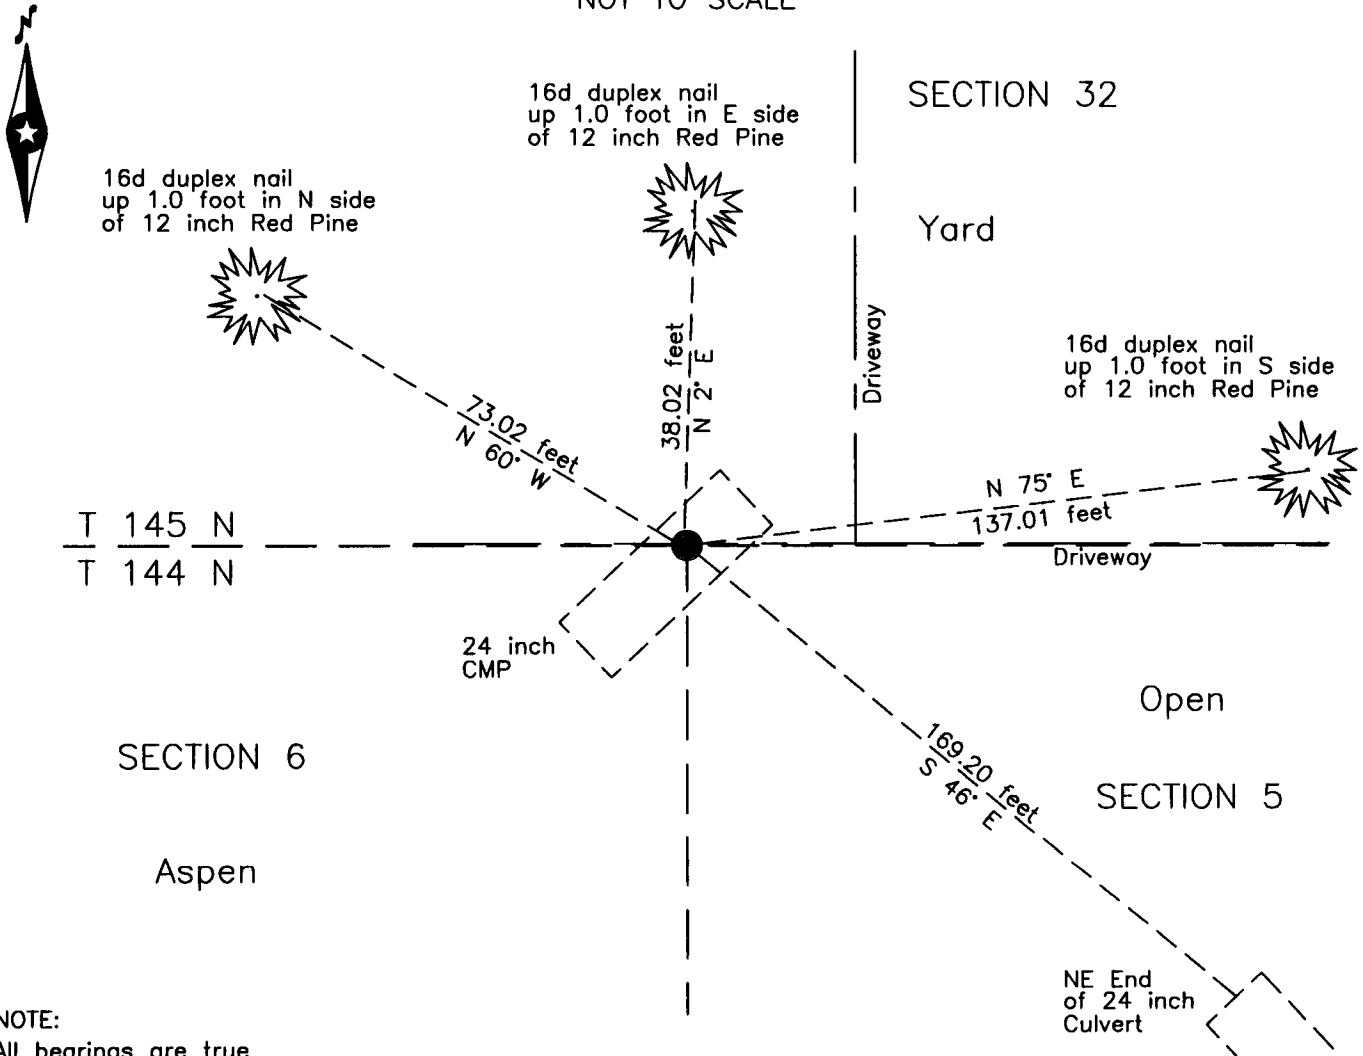 NOT TO SCALE
N
16d duplex nail
up 1.0 foot in E side
of 12 inch Red Pine
SECTION 32
16d duplex nail
up 1.0 foot in N side
of 12 inch Red Pine
Yard
Driveway
16d duplex nail
up 1.0 foot in S side
of 12 inch Red Pine
38.02 feet
N 2° E
73.02 feet
N 60° W
N 75° E
137.01 feet
T 145 N
T 144 N
Driveway
24 inch
CMP
Open
169.20 feet
S 46° E
SECTION 6
SECTION 5
Aspen
NE End
of 24 inch
Culvert
NOTE:
All bearings are true